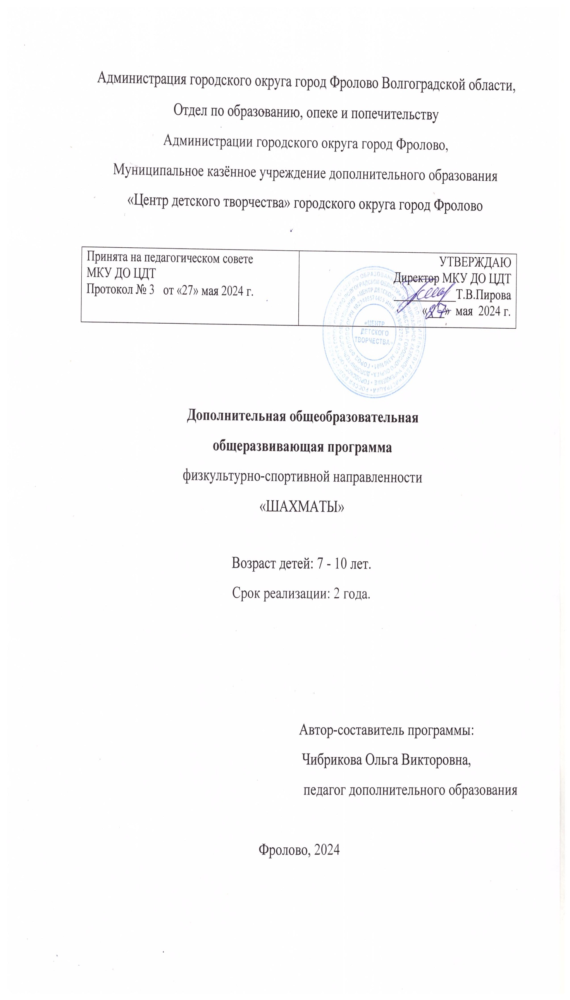 Администрация городского округа город Фролово Волгоградской области,
Отдел по образованию, опеке и попечительству
Администрации городского округа город Фролово,
Муниципальное казённое учреждение дополнительного образования
«Центр детского творчества» городского округа город Фролово
Принята на педагогическом совете
МКУ ДО ЦДТ
Протокол № 3 от «27» мая 2024 г.
УТВЕРЖДАЮ
Директор МКУ ДО ЦДТ
Т.В.Пирова
«27» мая 2024 г.
«ЦЕНТР
ДЕТСКОГО
ТВОРЧЕСТВА»
Дополнительная общеобразовательная
общеразвивающая программа
физкультурно-спортивной направленности
«ШАХМАТЫ»
Возраст детей: 7 - 10 лет.
Срок реализации: 2 года.
Автор-составитель программы:
Чибрикова Ольга Викторовна,
педагог дополнительного образования
Фролово, 2024